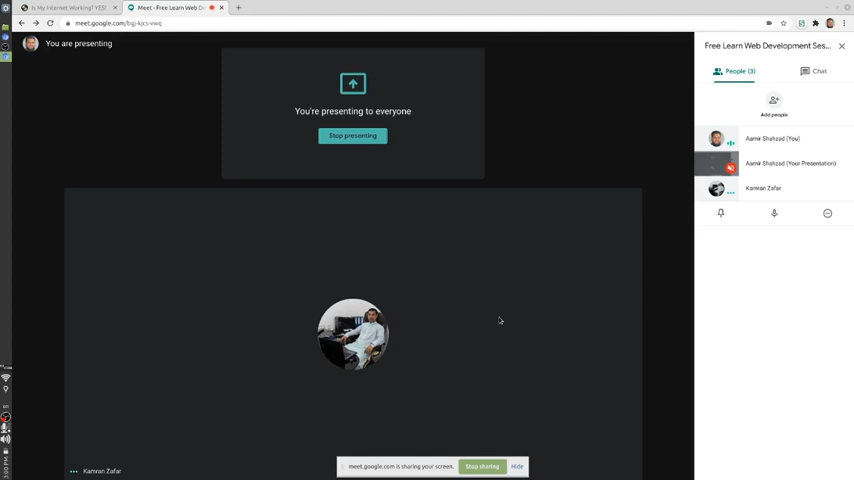 Is My Internet Working? YES!
Meet - Free Learn Web De
meet.google.com/bgj-kjcs-vwq
You are presenting
You're presenting to everyone
Stop presenting
Kamran Zafar
meet.google.com is sharing your screen.
Stop sharing
Hide
Free Learn Web Development Ses...
People (3)
Chat
Add people
Aamir Shahzad (You)
Aamir Shahzad (Your Presentation)
Kamran Zafar
3:00 PM